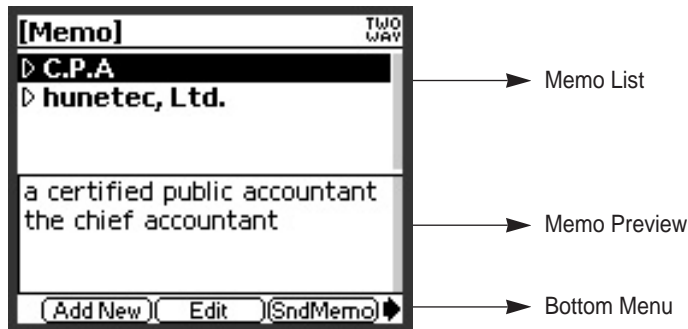 [Memo] TWO WAY
C.P.A
Memo List
hunetec, Ltd.
a certified public accountant
the chief accountant
Memo Preview
Add New Edit SndMemo
Bottom Menu